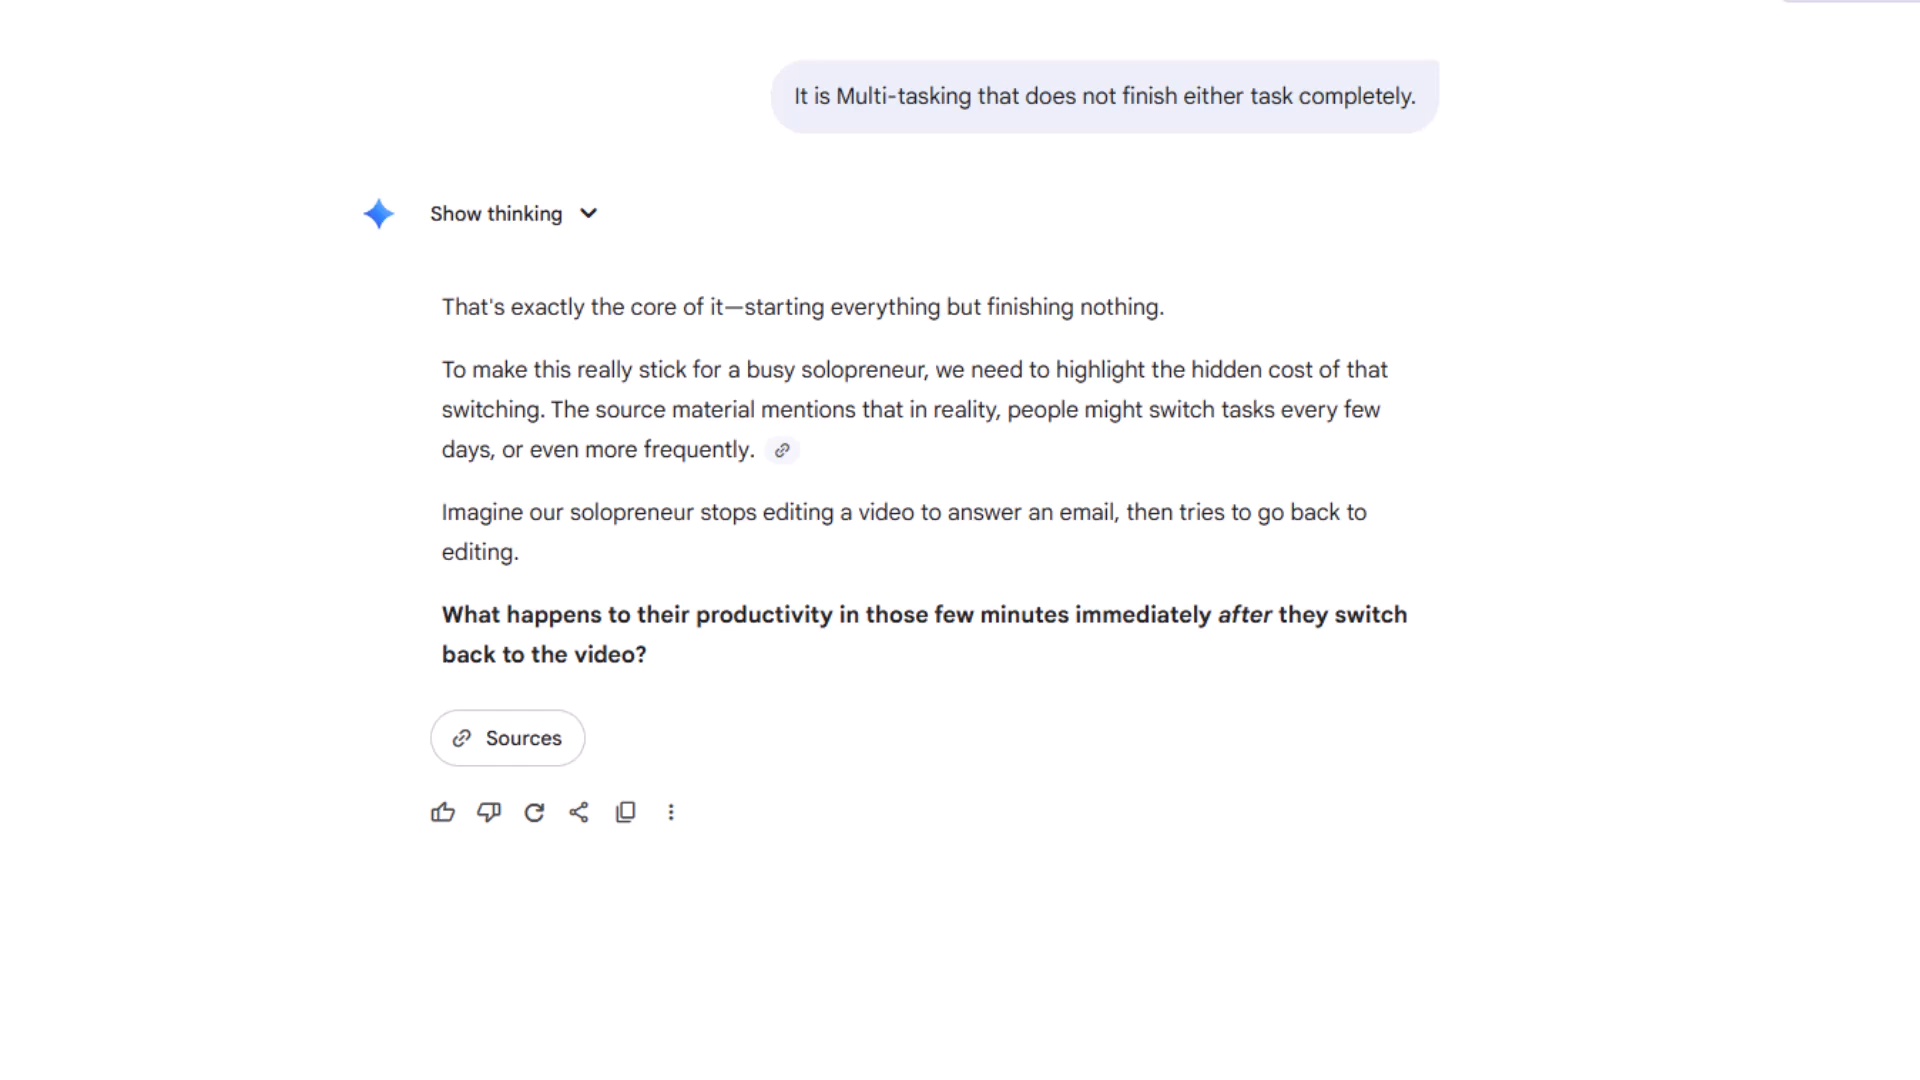 It is Multi-tasking that does not finish either task completely.
Show thinking
That's exactly the core of it—starting everything but finishing nothing.
To make this really stick for a busy solopreneur, we need to highlight the hidden cost of that
switching. The source material mentions that in reality, people might switch tasks every few
days, or even more frequently.
Imagine our solopreneur stops editing a video to answer an email, then tries to go back to
editing.
What happens to their productivity in those few minutes immediately after they switch
back to the video?
Sources